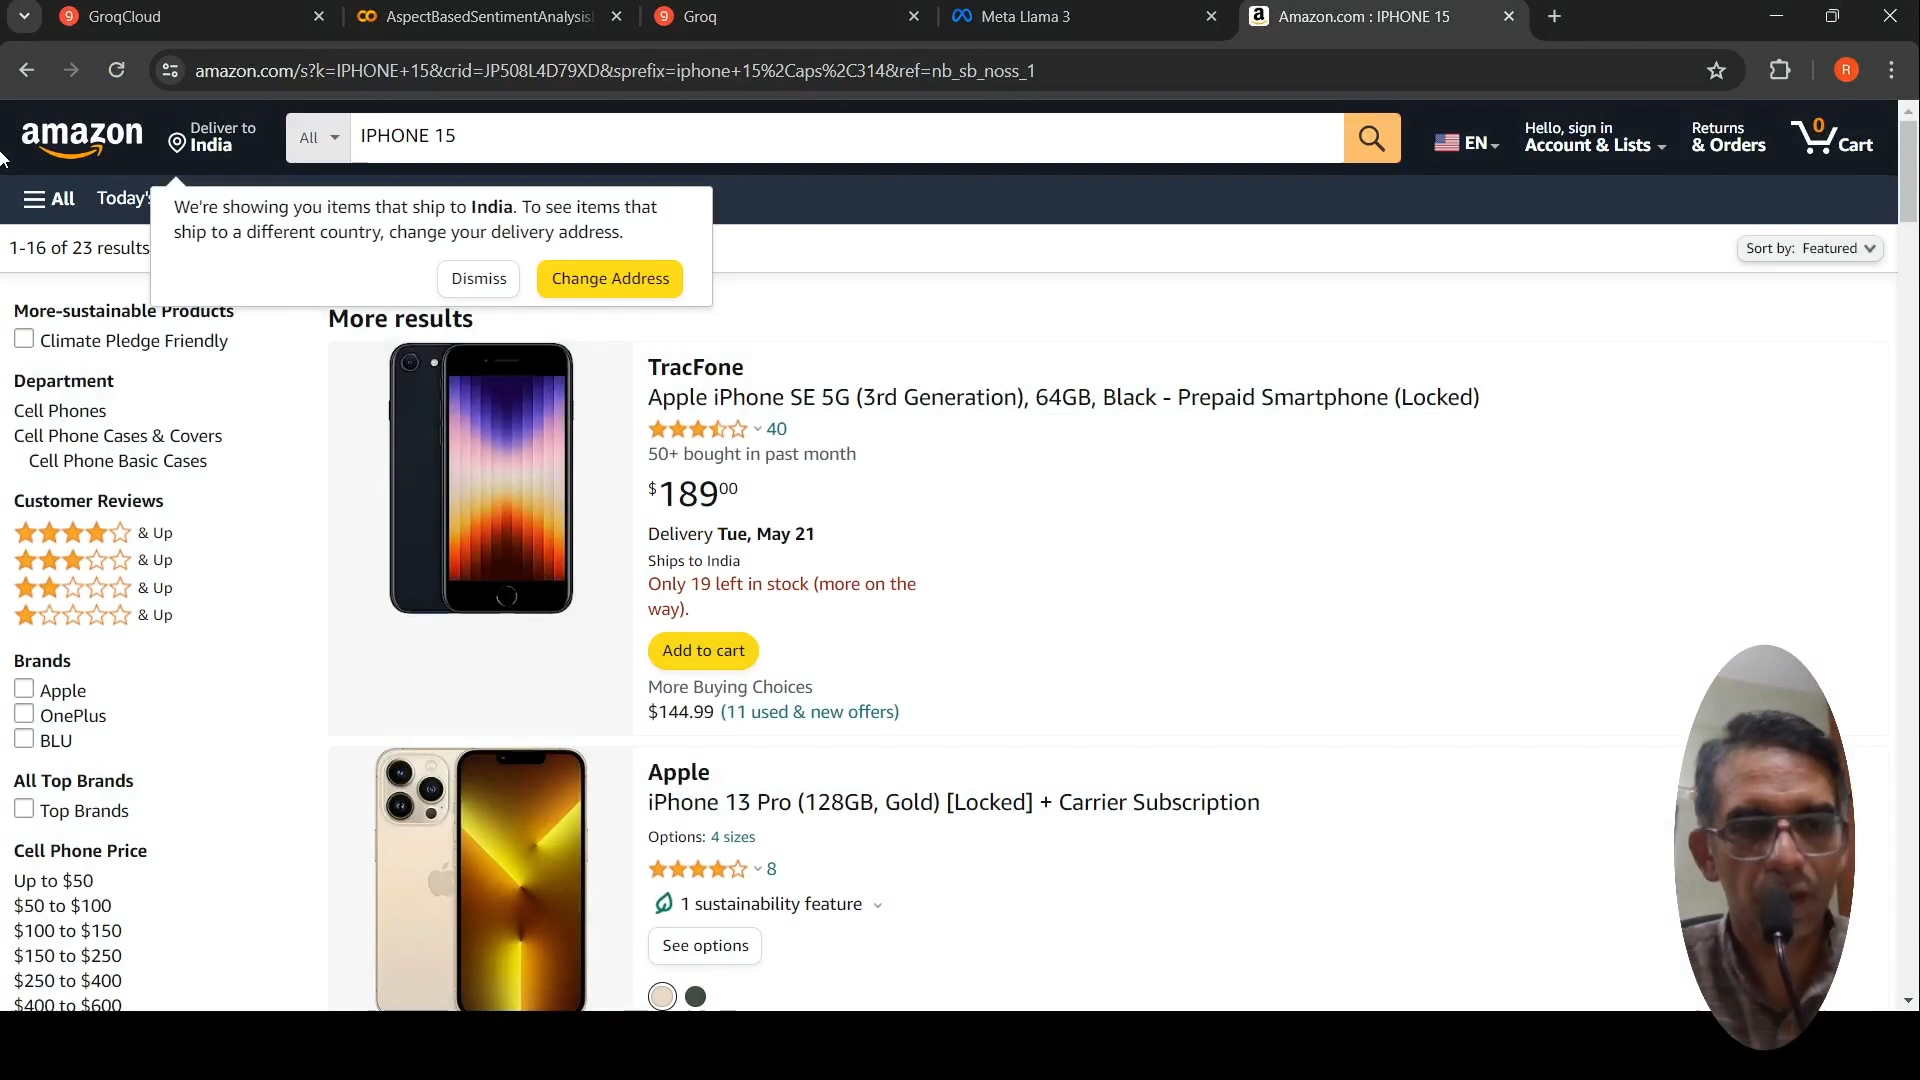 GroqCloud
AspectBasedSentimentAnalysis
Groq
Meta Llama 3
Amazon.com : IPHONE 15
amazon.com/s?k=IPHONE+15&crid=JP508L4D79XD&sprefix=iphone+15%2Caps%2C314&ref=nb_sb_noss_1
R
amazon
Deliver to
India
All
IPHONE 15
EN
Hello, sign in
Account & Lists
Returns
& Orders
0
Cart
All
Today's
We're showing you items that ship to India. To see items that
ship to a different country, change your delivery address.
Dismiss
Change Address
1-16 of 23 results
Sort by: Featured
More-sustainable Products
Climate Pledge Friendly
Department
Cell Phones
Cell Phone Cases & Covers
Cell Phone Basic Cases
Customer Reviews
& Up
& Up
& Up
& Up
Brands
Apple
OnePlus
BLU
All Top Brands
Top Brands
Cell Phone Price
Up to $50
$50 to $100
$100 to $150
$150 to $250
$250 to $400
$400 to $600
More results
TracFone
Apple iPhone SE 5G (3rd Generation), 64GB, Black - Prepaid Smartphone (Locked)
40
50+ bought in past month
$18900
Delivery Tue, May 21
Ships to India
Only 19 left in stock (more on the
way).
Add to cart
More Buying Choices
$144.99 (11 used & new offers)
Apple
iPhone 13 Pro (128GB, Gold) [Locked] + Carrier Subscription
Options: 4 sizes
8
1 sustainability feature
See options